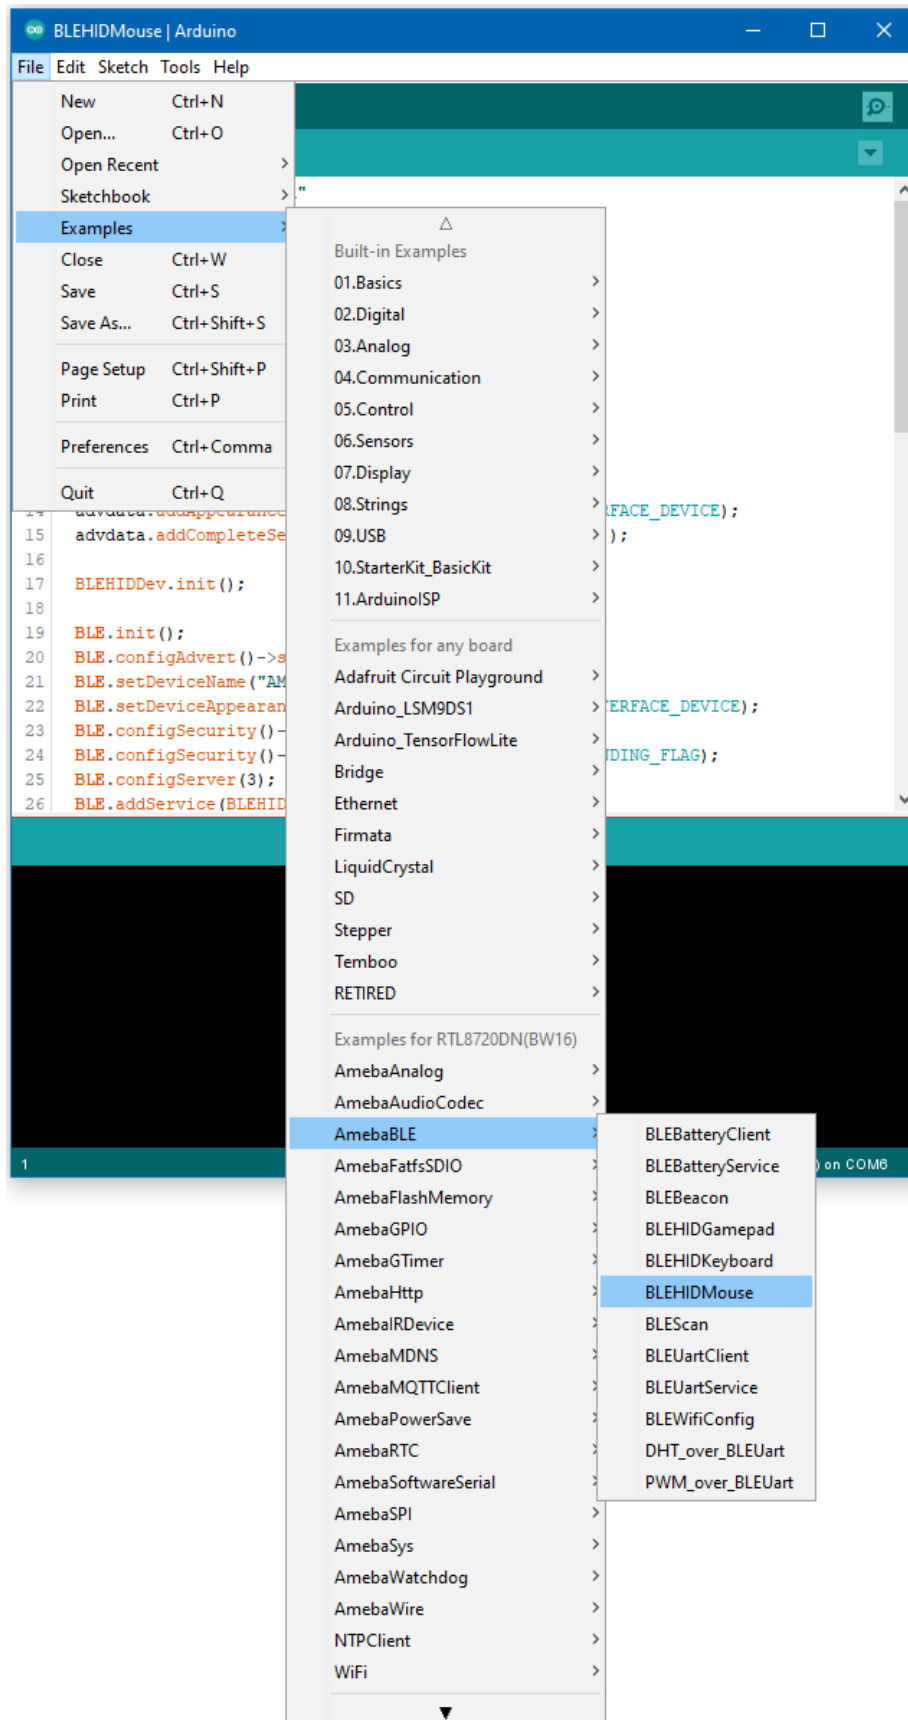 BLEHIDMouse | Arduino
File Edit Sketch Tools Help
New Ctrl+N
Open... Ctrl+O
Open Recent
Sketchbook
Examples
Close Ctrl+W
Save Ctrl+S
Save As... Ctrl+Shift+S
Page Setup Ctrl+Shift+P
Print Ctrl+P
Preferences Ctrl+Comma
Quit Ctrl+Q
"
Built-in Examples
01.Basics
02.Digital
03.Analog
04.Communication
05.Control
06.Sensors
07.Display
08.Strings
09.USB
10.StarterKit_BasicKit
11.ArduinoISP
Examples for any board
Adafruit Circuit Playground
Arduino_LSM9DS1
Arduino_TensorFlowLite
Bridge
Ethernet
Firmata
LiquidCrystal
SD
Stepper
Temboo
RETIRED
Examples for RTL8720DN(BW16)
AmebaAnalog
AmebaAudioCodec
AmebaBLE
AmebaFatfsSDIO
AmebaFlashMemory
AmebaGPIO
AmebaGTimer
AmebaHttp
AmebaIRDevice
AmebaMDNS
AmebaMQTTClient
AmebaPowerSave
AmebaRTC
AmebaSoftwareSerial
AmebaSPI
AmebaSys
AmebaWatchdog
AmebaWire
NTPClient
WiFi
BLEBatteryClient
BLEBatteryService
BLEBeacon
BLEHIDGamepad
BLEHIDKeyboard
BLEHIDMouse
BLEScan
BLEUartClient
BLEUartService
BLEWifiConfig
DHT_over_BLEUart
PWM_over_BLEUart
14 advdata.addAppearance RFACE_DEVICE);
15 advdata.addCompleteSe );
16
17 BLEHIDDev.init();
18
19 BLE.init();
20 BLE.configAdvert()->s
21 BLE.setDeviceName("AM
22 BLE.setDeviceAppearan TERFACE_DEVICE);
23 BLE.configSecurity()-
24 BLE.configSecurity()- NDING_FLAG);
25 BLE.configServer(3);
26 BLE.addService(BLEHID
1 ) on COM6